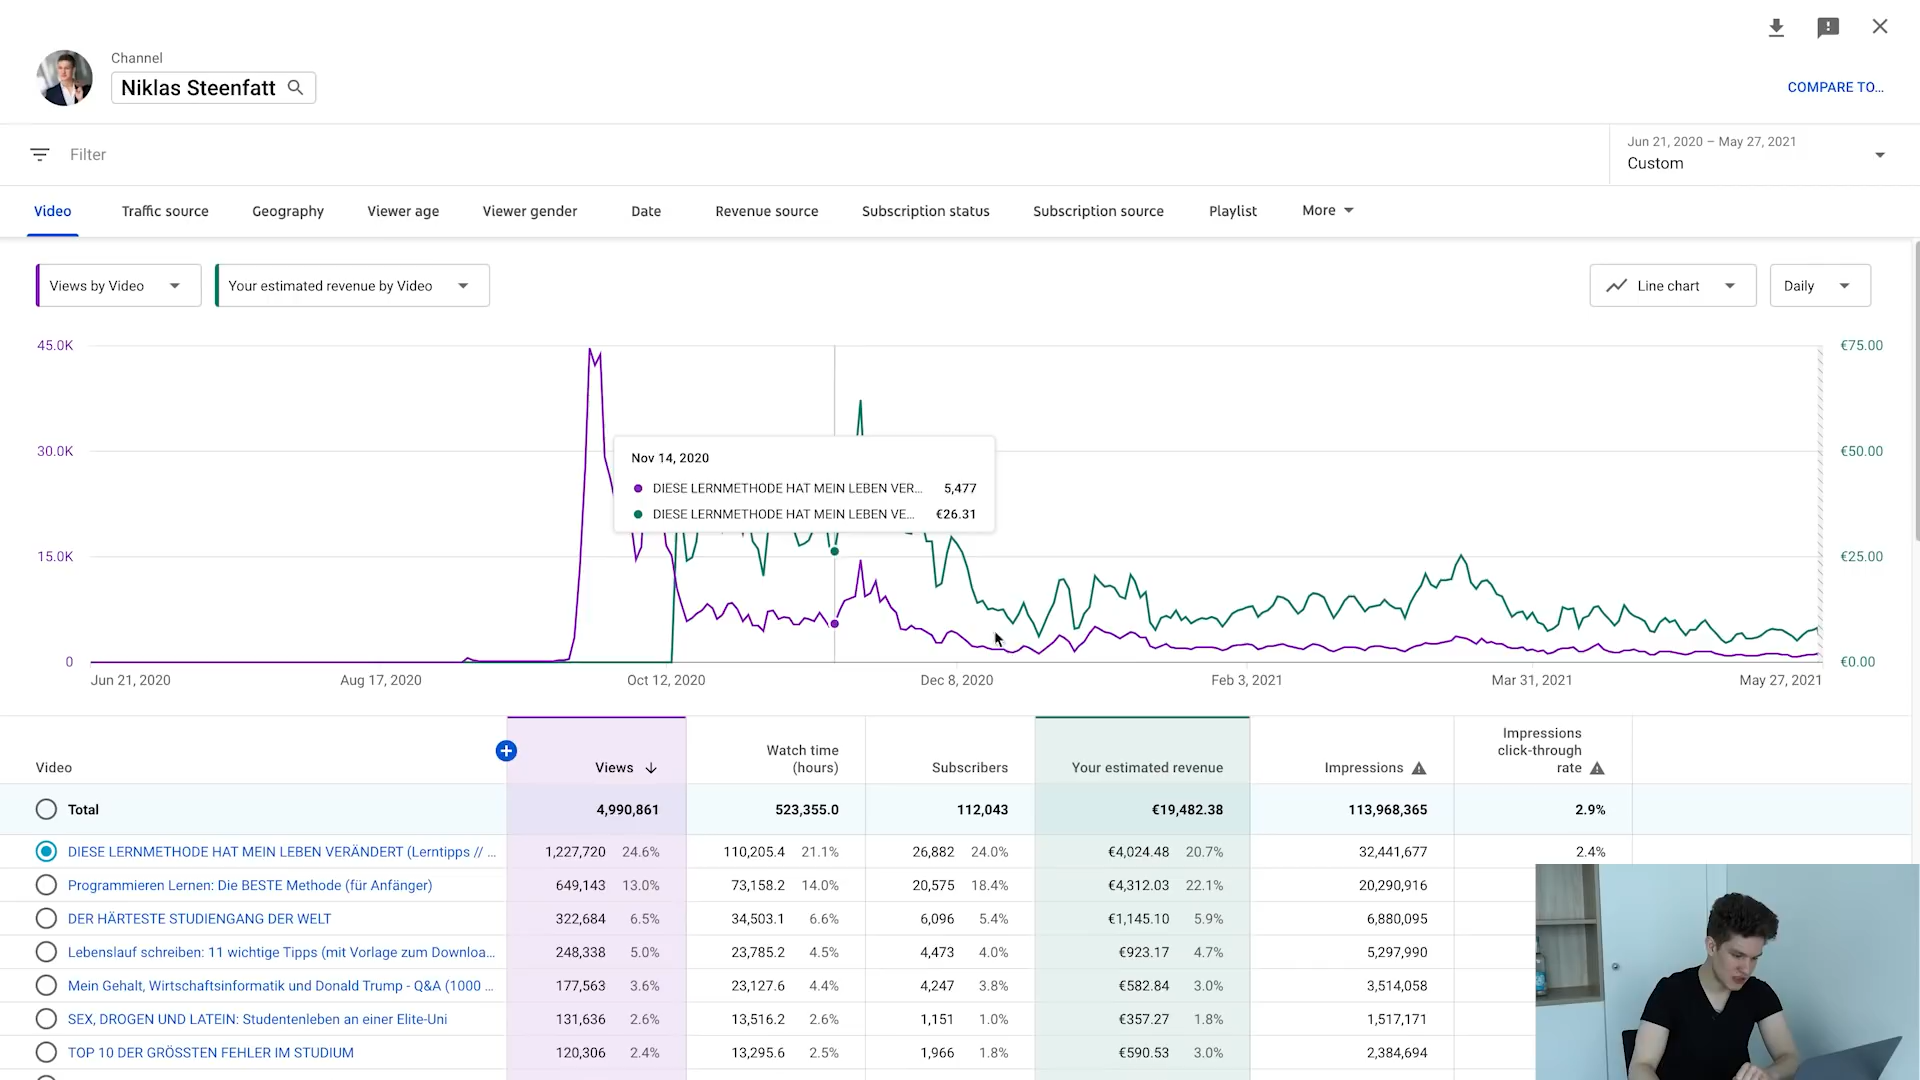 Channel
Niklas Steenfatt
COMPARE TO...
Filter
Jun 21, 2020 – May 27, 2021
Custom
Video Traffic source Geography Viewer age Viewer gender Date Revenue source Subscription status Subscription source Playlist More
Views by Video Your estimated revenue by Video Line chart Daily
45.0K €75.00
30.0K €50.00
Nov 14, 2020
DIESE LERNMETHODE HAT MEIN LEBEN VER... 5,477
DIESE LERNMETHODE HAT MEIN LEBEN VE... €26.31
15.0K €25.00
0 €0.00
Jun 21, 2020 Aug 17, 2020 Oct 12, 2020 Dec 8, 2020 Feb 3, 2021 Mar 31, 2021 May 27, 2021
Impressions
Watch time click-through
Video Views (hours) Subscribers Your estimated revenue Impressions rate
Total 4,990,861 523,355.0 112,043 €19,482.38 113,968,365 2.9%
DIESE LERNMETHODE HAT MEIN LEBEN VERÄNDERT (Lerntipps // ... 1,227,720 24.6% 110,205.4 21.1% 26,882 24.0% €4,024.48 20.7% 32,441,677 2.4%
Programmieren Lernen: Die BESTE Methode (für Anfänger) 649,143 13.0% 73,158.2 14.0% 20,575 18.4% €4,312.03 22.1% 20,290,916
DER HÄRTESTE STUDIENGANG DER WELT 322,684 6.5% 34,503.1 6.6% 6,096 5.4% €1,145.10 5.9% 6,880,095
Lebenslauf schreiben: 11 wichtige Tipps (mit Vorlage zum Downloa... 248,338 5.0% 23,785.2 4.5% 4,473 4.0% €923.17 4.7% 5,297,990
Mein Gehalt, Wirtschaftsinformatik und Donald Trump - Q&A (1000 ... 177,563 3.6% 23,127.6 4.4% 4,247 3.8% €582.84 3.0% 3,514,058
SEX, DROGEN UND LATEIN: Studentenleben an einer Elite-Uni 131,636 2.6% 13,516.2 2.6% 1,151 1.0% €357.27 1.8% 1,517,171
TOP 10 DER GRÖSSTEN FEHLER IM STUDIUM 120,306 2.4% 13,295.6 2.5% 1,966 1.8% €590.53 3.0% 2,384,694